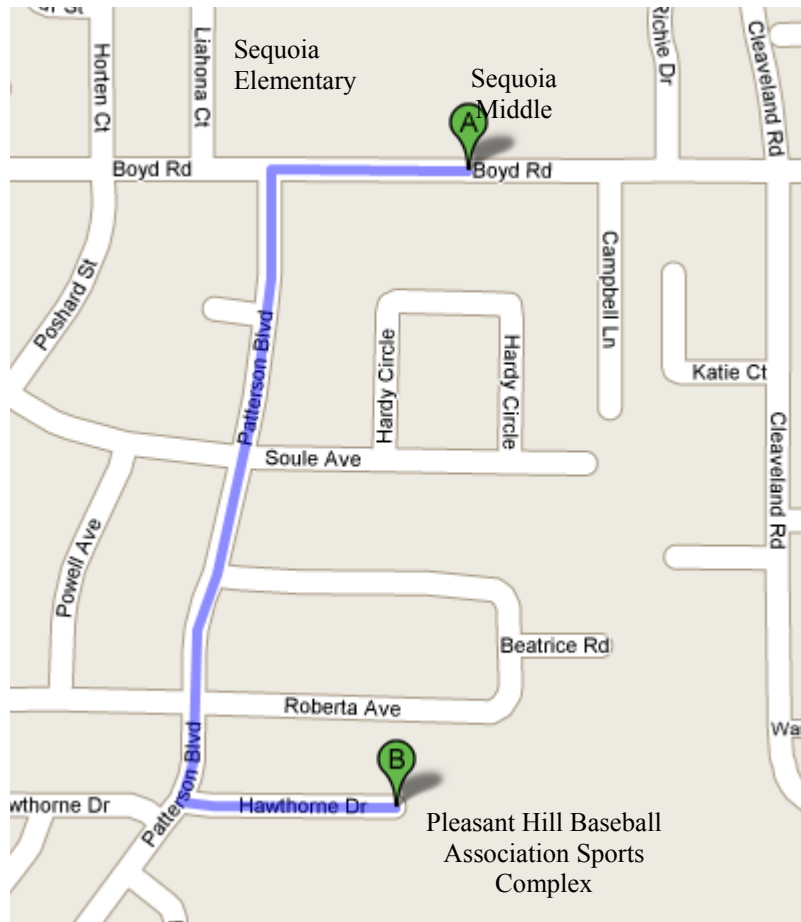 Horten Ct
Liahona Ct
Sequoia
Elementary
Sequoia
Middle
Richie Dr
Cleaveland Rd
A
Boyd Rd
Boyd Rd
Poshard St
Campbell Ln
Patterson Blvd
Hardy Circle
Hardy Circle
Katie Ct
Soule Ave
Cleaveland Rd
Powell Ave
Beatrice Rd
Roberta Ave
Patterson Blvd
B
wthorne Dr
Hawthorne Dr
Pleasant Hill Baseball
Association Sports
Complex